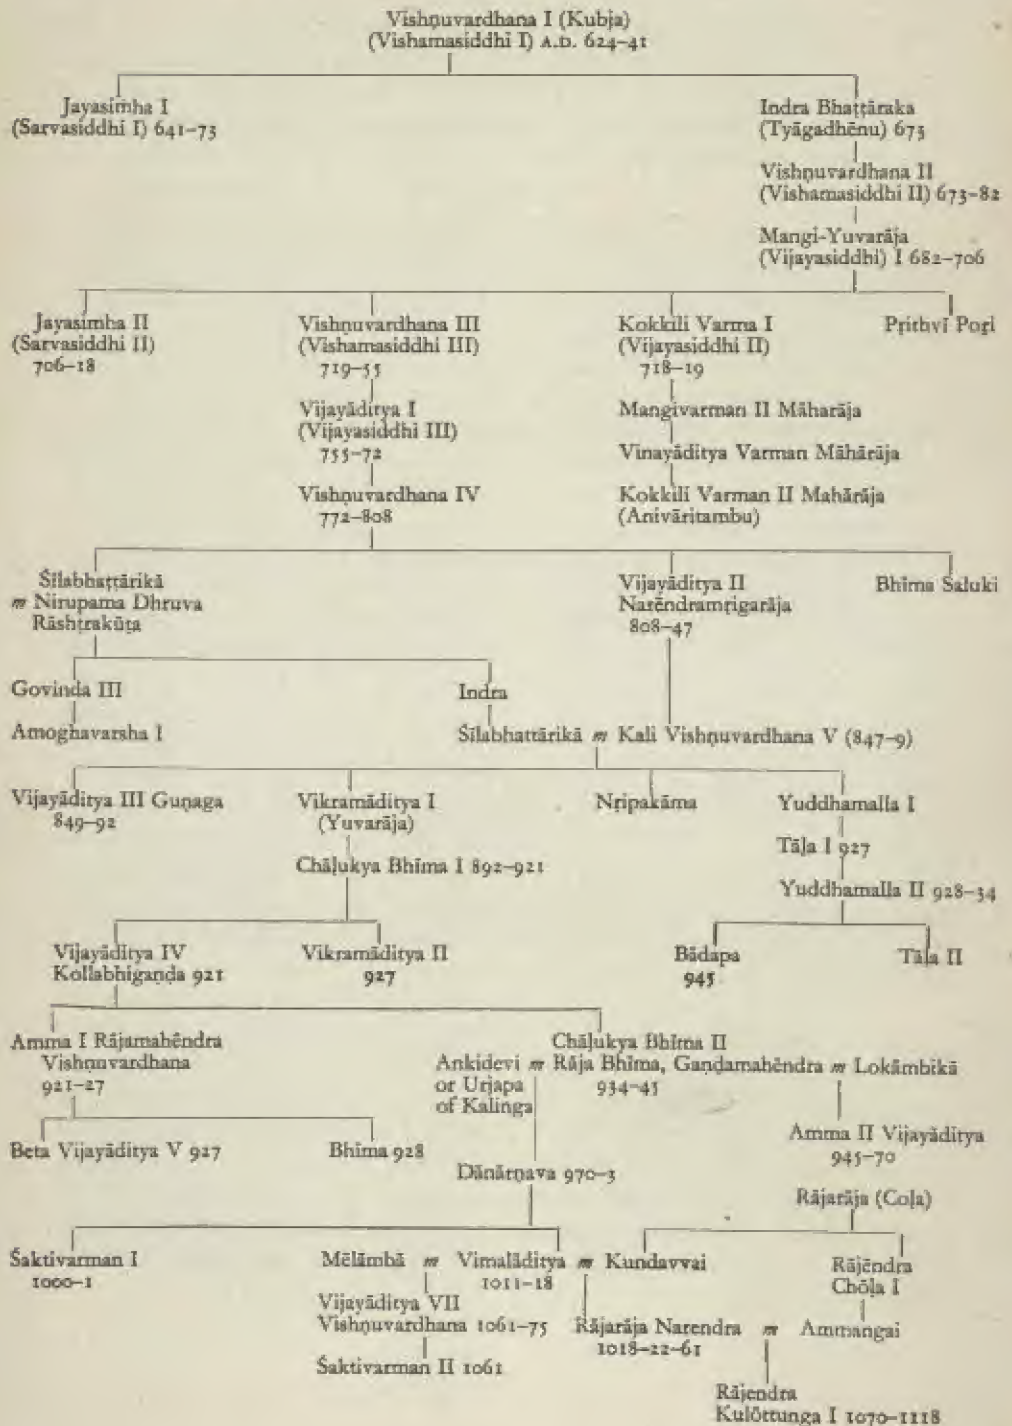 Vishṇuvardhana I (Kubja)
(Vishamasiddhi I) A.D. 624–41
Jayasiṁha I
(Sarvasiddhi I) 641–73
Indra Bhaṭṭāraka
(Tyāgadhēnu) 673
Vishṇuvardhana II
(Vishamasiddhi II) 673–82
Mangi-Yuvarāja
(Vijayasiddhi) I 682–706
Jayasiṁha II
(Sarvasiddhi II)
706–18
Vishṇuvardhana III
(Vishamasiddhi III)
719–55
Kokkili Varma I
(Vijayasiddhi II)
718–19
Prithvī Pori
Vijayāditya I
(Vijayasiddhi III)
755–72
Mangivarman II Māharāja
Vinayāditya Varman Māhārāja
Vishṇuvardhana IV
772–808
Kokkili Varman II Mahārāja
(Anivāritambu)
Śīlabhaṭṭārikā
m Nirupama Dhruva
Rāshṭrakūṭa
Vijayāditya II
Narēndramṛigarāja
808–47
Bhīma Saluki
Govinda III
Indra
Amoghavarsha I
Śīlabhattārikā m Kali Vishṇuvardhana V (847–9)
Vijayāditya III Guṇaga
849–92
Vikramāditya I
(Yuvarāja)
Nṛipakāma
Yuddhamalla I
Chāḷukya Bhīma I 892–921
Tāḷa I 927
Yuddhamalla II 928–34
Vijayāditya IV
Kollabhigaṇḍa 921
Vikramāditya II
927
Bādapa
945
Tāḷa II
Amma I Rājamahēndra
Vishṇuvardhana
921–27
Chāḷukya Bhīma II
Ankidevi m Rāja Bhīma, Gaṇḍamahēndra m Lokāmbikā
or Urjapa 934–45
of Kalinga
Beta Vijayāditya V 927
Bhīma 928
Amma II Vijayāditya
945–70
Dānārṇava 970–3
Rājarāja (Coḷa)
Śaktivarman I
1000–1
Mēlāmbā m Vimalāditya m Kundavvai
1011–18
Rājēndra
Chōḷa I
Vijayāditya VII
Vishṇuvardhana 1061–75
Rājarāja Narendra m Ammangai
1018–22–61
Śaktivarman II 1061
Rājendra
Kulōttunga I 1070–1118